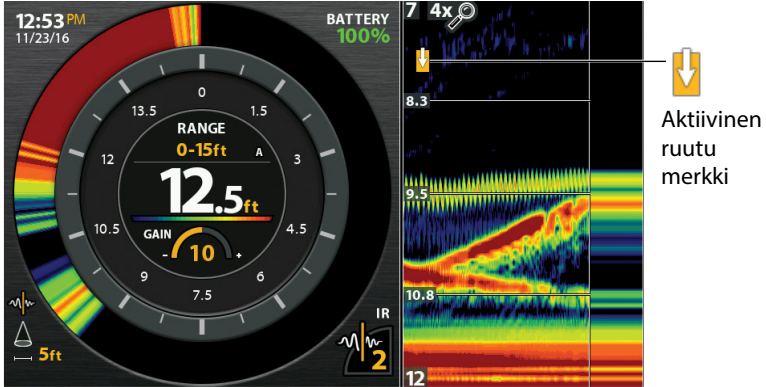 12:53 PM
11/23/16
BATTERY
100%
0
1.5
3
4.5
6
7.5
9
10.5
12
13.5
RANGE
0-15ft A
12.5ft
GAIN
- 10 +
5ft
IR
2
7 4x
8.3
9.5
10.8
12
Aktiivinen
ruutu
merkki